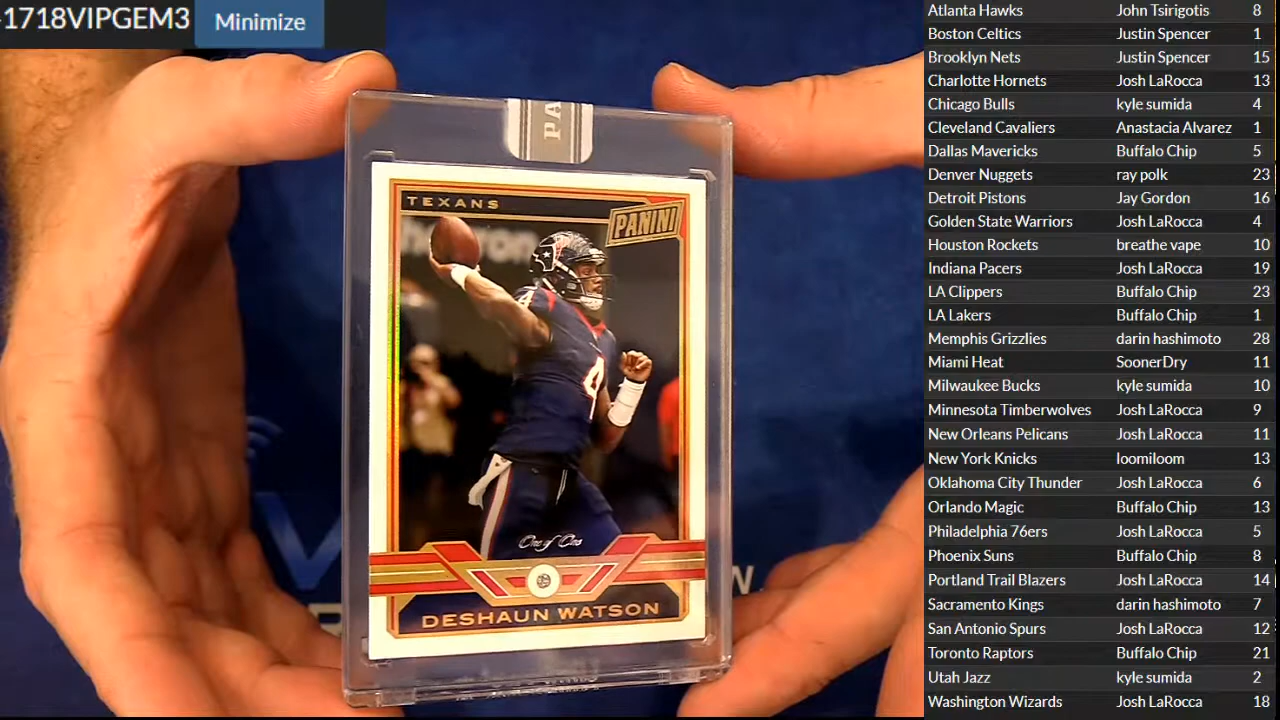 -1718VIPGEM3 Minimize
PA
TEXANS
PANINI
4
One of One
DESHAUN WATSON
Atlanta Hawks John Tsirigotis 8
Boston Celtics Justin Spencer 1
Brooklyn Nets Justin Spencer 15
Charlotte Hornets Josh LaRocca 13
Chicago Bulls kyle sumida 4
Cleveland Cavaliers Anastacia Alvarez 1
Dallas Mavericks Buffalo Chip 5
Denver Nuggets ray polk 23
Detroit Pistons Jay Gordon 16
Golden State Warriors Josh LaRocca 4
Houston Rockets breathe vape 10
Indiana Pacers Josh LaRocca 19
LA Clippers Buffalo Chip 23
LA Lakers Buffalo Chip 1
Memphis Grizzlies darin hashimoto 28
Miami Heat SoonerDry 11
Milwaukee Bucks kyle sumida 10
Minnesota Timberwolves Josh LaRocca 9
New Orleans Pelicans Josh LaRocca 11
New York Knicks loomiloom 13
Oklahoma City Thunder Josh LaRocca 6
Orlando Magic Buffalo Chip 13
Philadelphia 76ers Josh LaRocca 5
Phoenix Suns Buffalo Chip 8
Portland Trail Blazers Josh LaRocca 14
Sacramento Kings darin hashimoto 7
San Antonio Spurs Josh LaRocca 12
Toronto Raptors Buffalo Chip 21
Utah Jazz kyle sumida 2
Washington Wizards Josh LaRocca 18